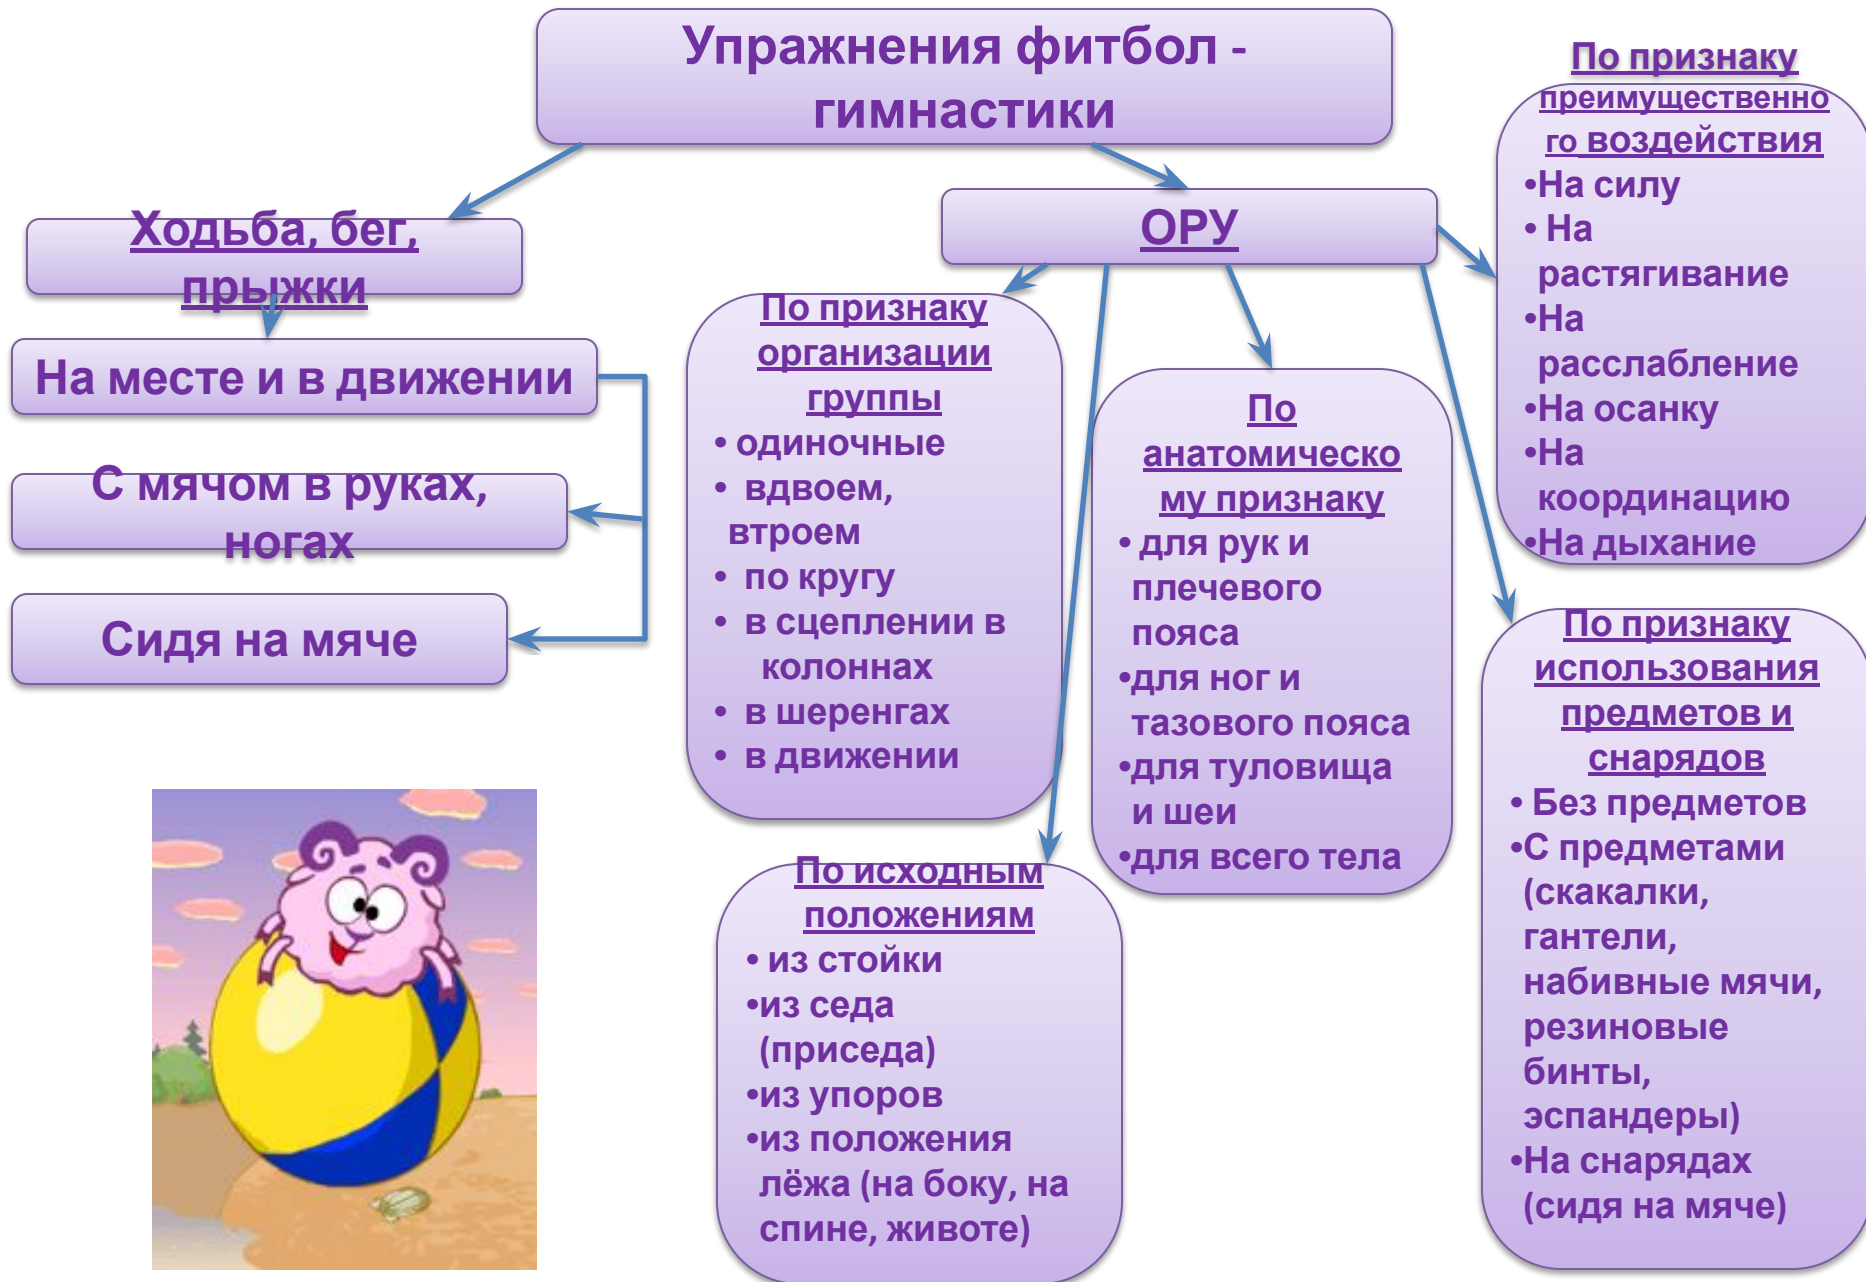 Упражнения фитбол -
гимнастики
Ходьба, бег,
прыжки
На месте и в движении
С мячом в руках,
ногах
Сидя на мяче
ОРУ
По признаку
организации
группы
• одиночные
• вдвоем,
втроем
• по кругу
• в сцеплении в
колоннах
• в шеренгах
• в движении
По исходным
положениям
• из стойки
•из седа
(приседа)
•из упоров
•из положения
лёжа (на боку, на
спине, животе)
По
анатомическо
му признаку
• для рук и
плечевого
пояса
•для ног и
тазового пояса
•для туловища
и шеи
•для всего тела
По признаку
преимущественно
го воздействия
•На силу
• На
растягивание
•На
расслабление
•На осанку
•На
координацию
•На дыхание
По признаку
использования
предметов и
снарядов
• Без предметов
•С предметами
(скакалки,
гантели,
набивные мячи,
резиновые
бинты,
эспандеры)
•На снарядах
(сидя на мяче)